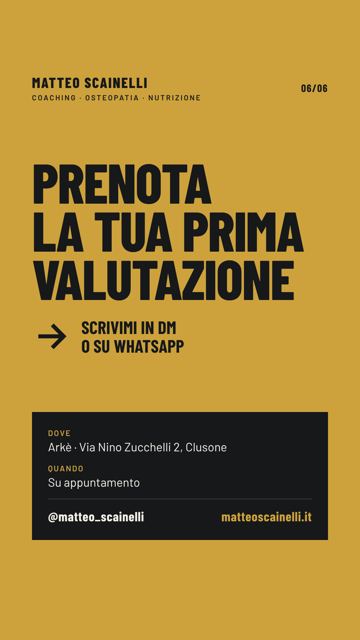 MATTEO SCAINELLI
COACHING · OSTEOPATIA · NUTRIZIONE
06/06
PRENOTA
LA TUA PRIMA
VALUTAZIONE
→ SCRIVIMI IN DM
O SU WHATSAPP
DOVE
Arkè · Via Nino Zucchelli 2, Clusone
QUANDO
Su appuntamento
@matteo_scainelli
matteoscainelli.it